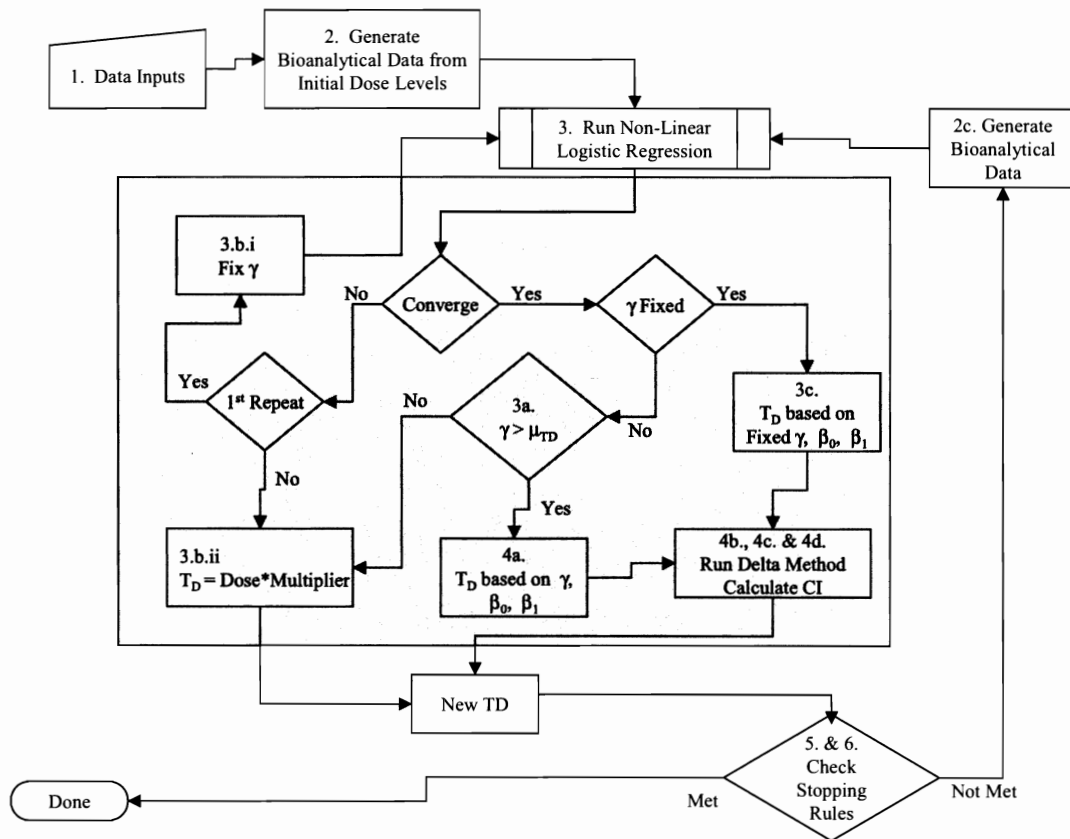 1. Data Inputs
2. Generate
Bioanalytical Data from
Initial Dose Levels
3. Run Non-Linear
Logistic Regression
2c. Generate
Bioanalytical
Data
3.b.i
Fix γ
No
Converge
Yes
γ Fixed
Yes
Yes
1st Repeat
No
No
3a.
γ > μTD
No
Yes
3c.
TD based on
Fixed γ, β0, β1
3.b.ii
TD = Dose*Multiplier
4a.
TD based on γ,
β0, β1
4b., 4c. & 4d.
Run Delta Method
Calculate CI
New TD
5. & 6.
Check
Stopping
Rules
Met
Not Met
Done